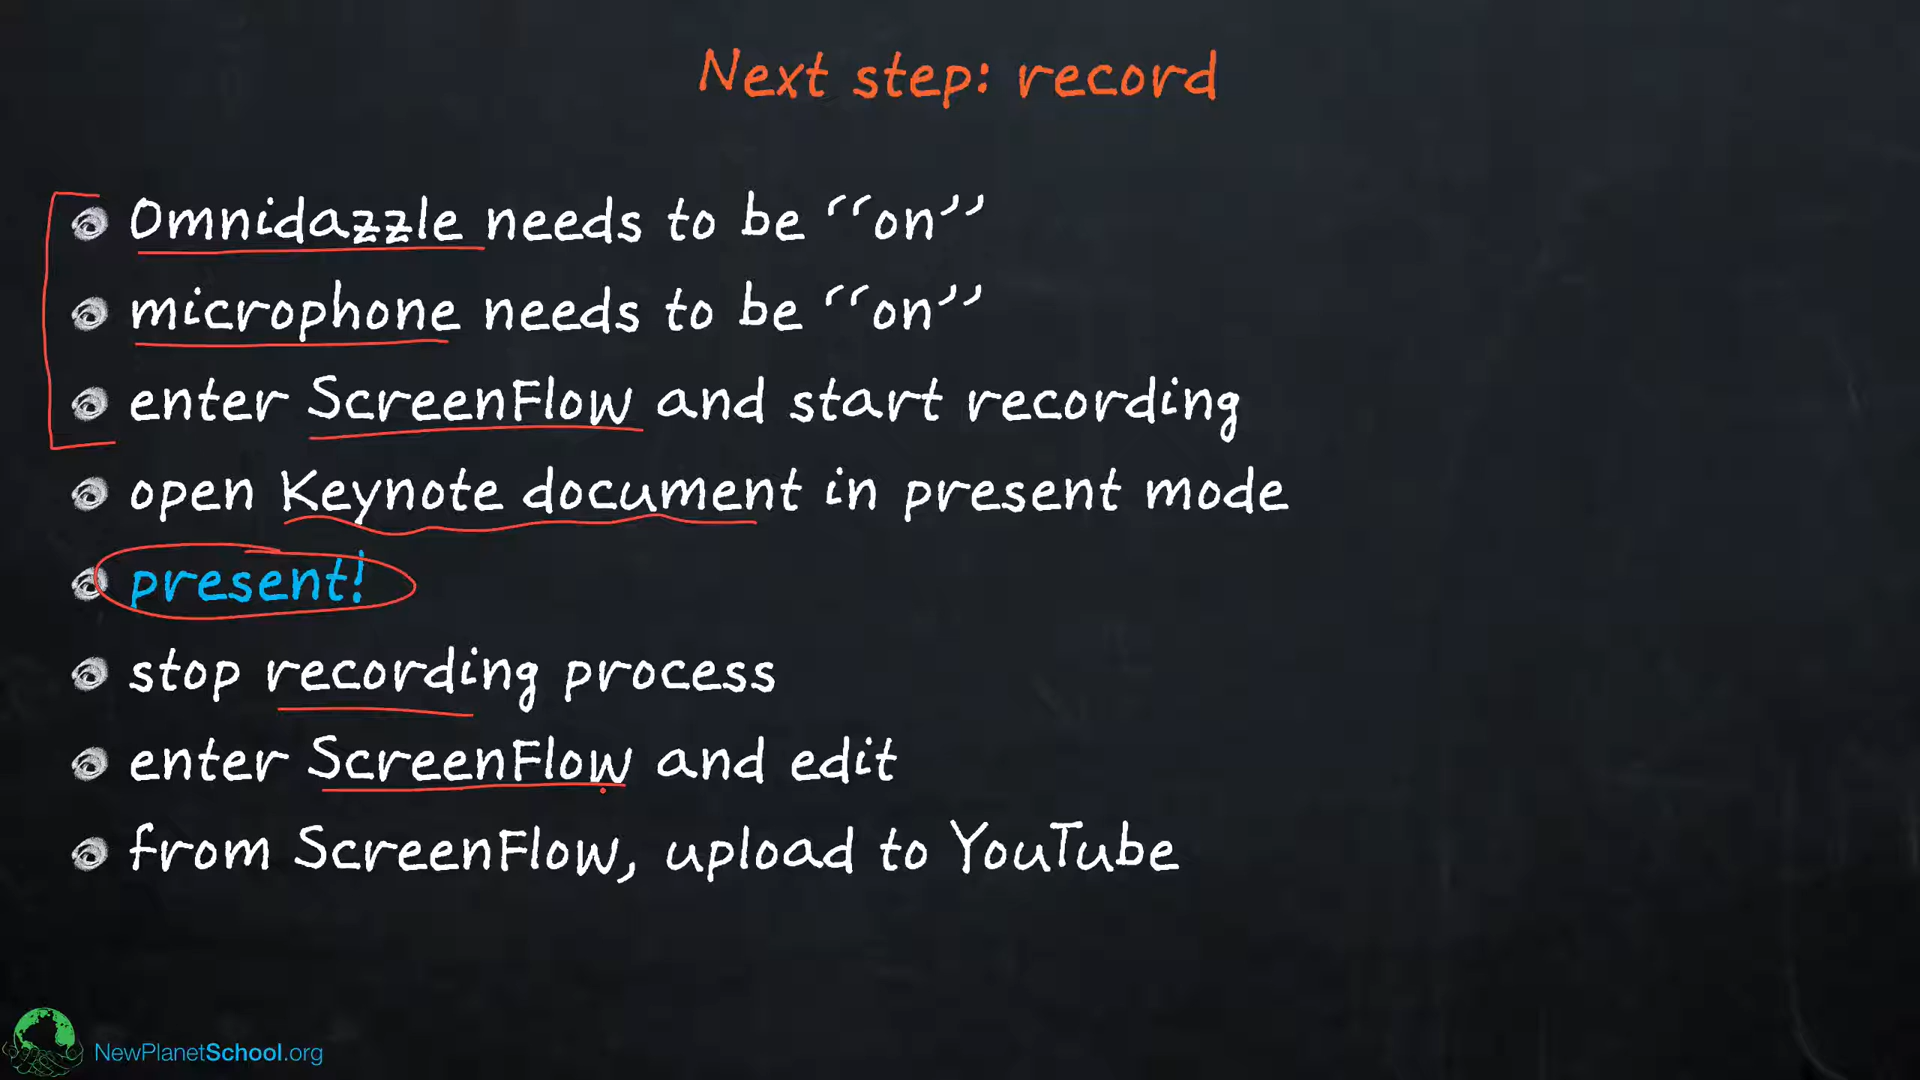 Next step: record
Omnidazzle needs to be “on”
microphone needs to be “on”
enter ScreenFlow and start recording
open Keynote document in present mode
present!
stop recording process
enter ScreenFlow and edit
from ScreenFlow, upload to YouTube
NewPlanetSchool.org